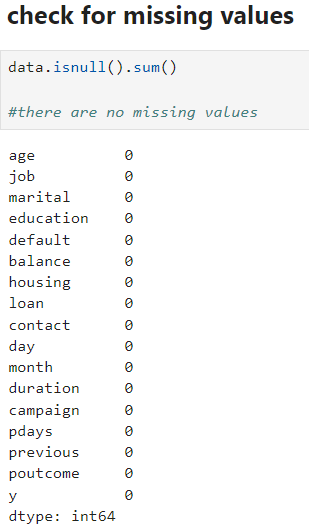 check for missing values
data.isnull().sum()
#there are no missing values
age 0
job 0
marital 0
education 0
default 0
balance 0
housing 0
loan 0
contact 0
day 0
month 0
duration 0
campaign 0
pdays 0
previous 0
poutcome 0
y 0
dtype: int64